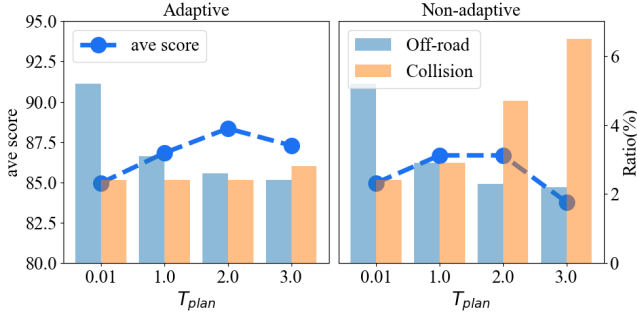 Adaptive
Non-adaptive
ave score
95.0
92.5
90.0
87.5
85.0
82.5
80.0
ave score
0.01
1.0
2.0
3.0
T_plan
Off-road
Collision
0.01
1.0
2.0
3.0
T_plan
6
4
2
0
Ratio(%)